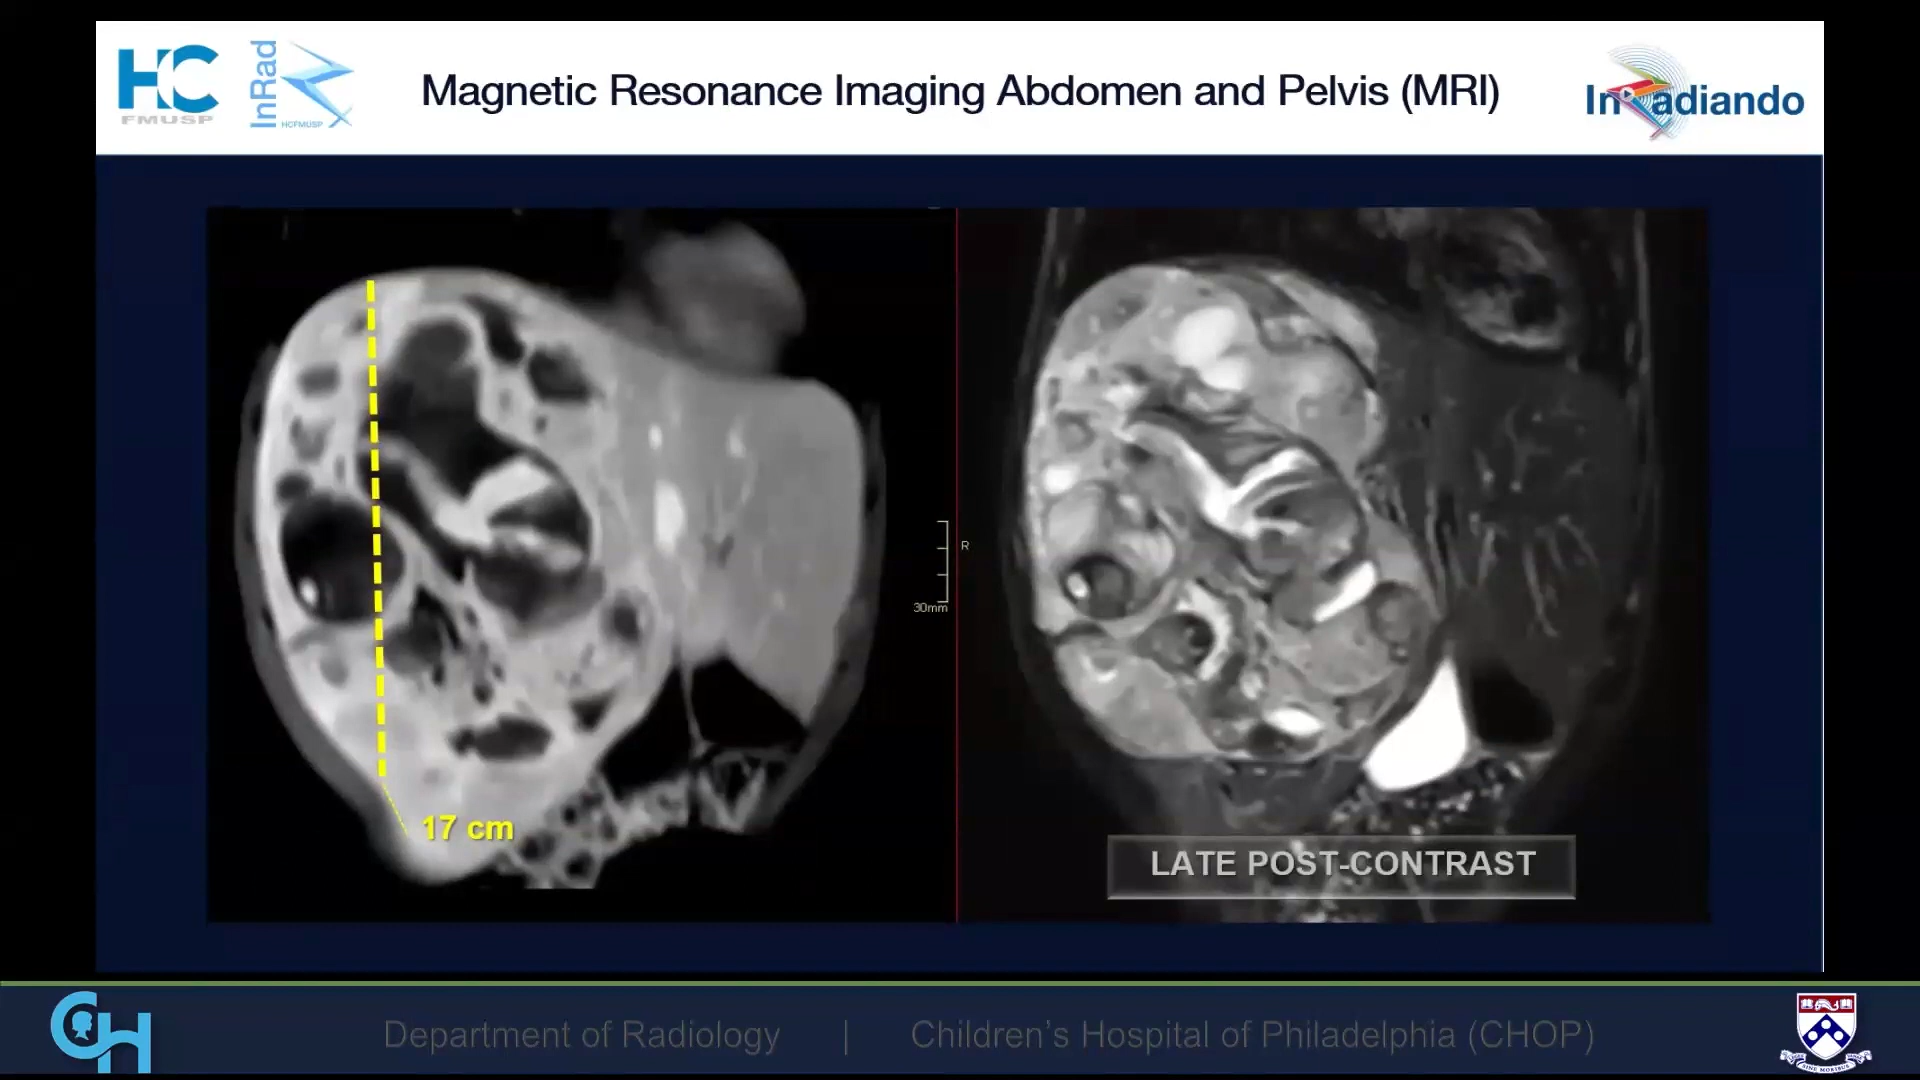 HC
FMUSP
InRad
HCFMUSP
Magnetic Resonance Imaging Abdomen and Pelvis (MRI)
InRadiando
R
30mm
17 cm
LATE POST-CONTRAST
CH
Department of Radiology | Children's Hospital of Philadelphia (CHOP)